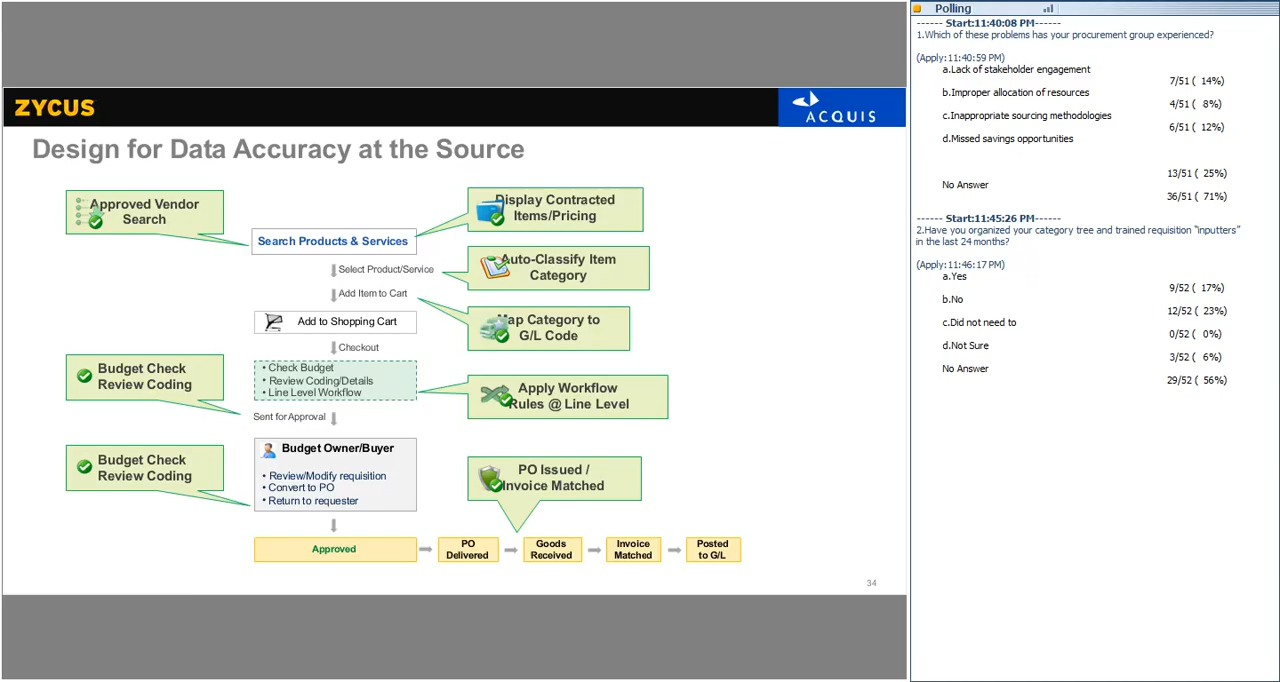 ZYCUS
ACQUIS
Design for Data Accuracy at the Source
Approved Vendor
Search
Display Contracted
Items/Pricing
Search Products & Services
Select Product/Service
Auto-Classify Item
Category
Add Item to Cart
Add to Shopping Cart
Map Category to
G/L Code
Checkout
Budget Check
Review Coding
• Check Budget
• Review Coding/Details
• Line Level Workflow
Apply Workflow
Rules @ Line Level
Sent for Approval
Budget Check
Review Coding
Budget Owner/Buyer
• Review/Modify requisition
• Convert to PO
• Return to requester
PO Issued /
Invoice Matched
Approved
PO
Delivered
Goods
Received
Invoice
Matched
Posted
to G/L
34
Polling
------ Start:11:40:08 PM------
1.Which of these problems has your procurement group experienced?
(Apply:11:40:59 PM)
a.Lack of stakeholder engagement
7/51 ( 14%)
b.Improper allocation of resources
4/51 ( 8%)
c.Inappropriate sourcing methodologies
6/51 ( 12%)
d.Missed savings opportunities
13/51 ( 25%)
No Answer
36/51 ( 71%)
------ Start:11:45:26 PM------
2.Have you organized your category tree and trained requisition “inputters”
in the last 24 months?
(Apply:11:46:17 PM)
a.Yes
9/52 ( 17%)
b.No
12/52 ( 23%)
c.Did not need to
0/52 ( 0%)
d.Not Sure
3/52 ( 6%)
No Answer
29/52 ( 56%)